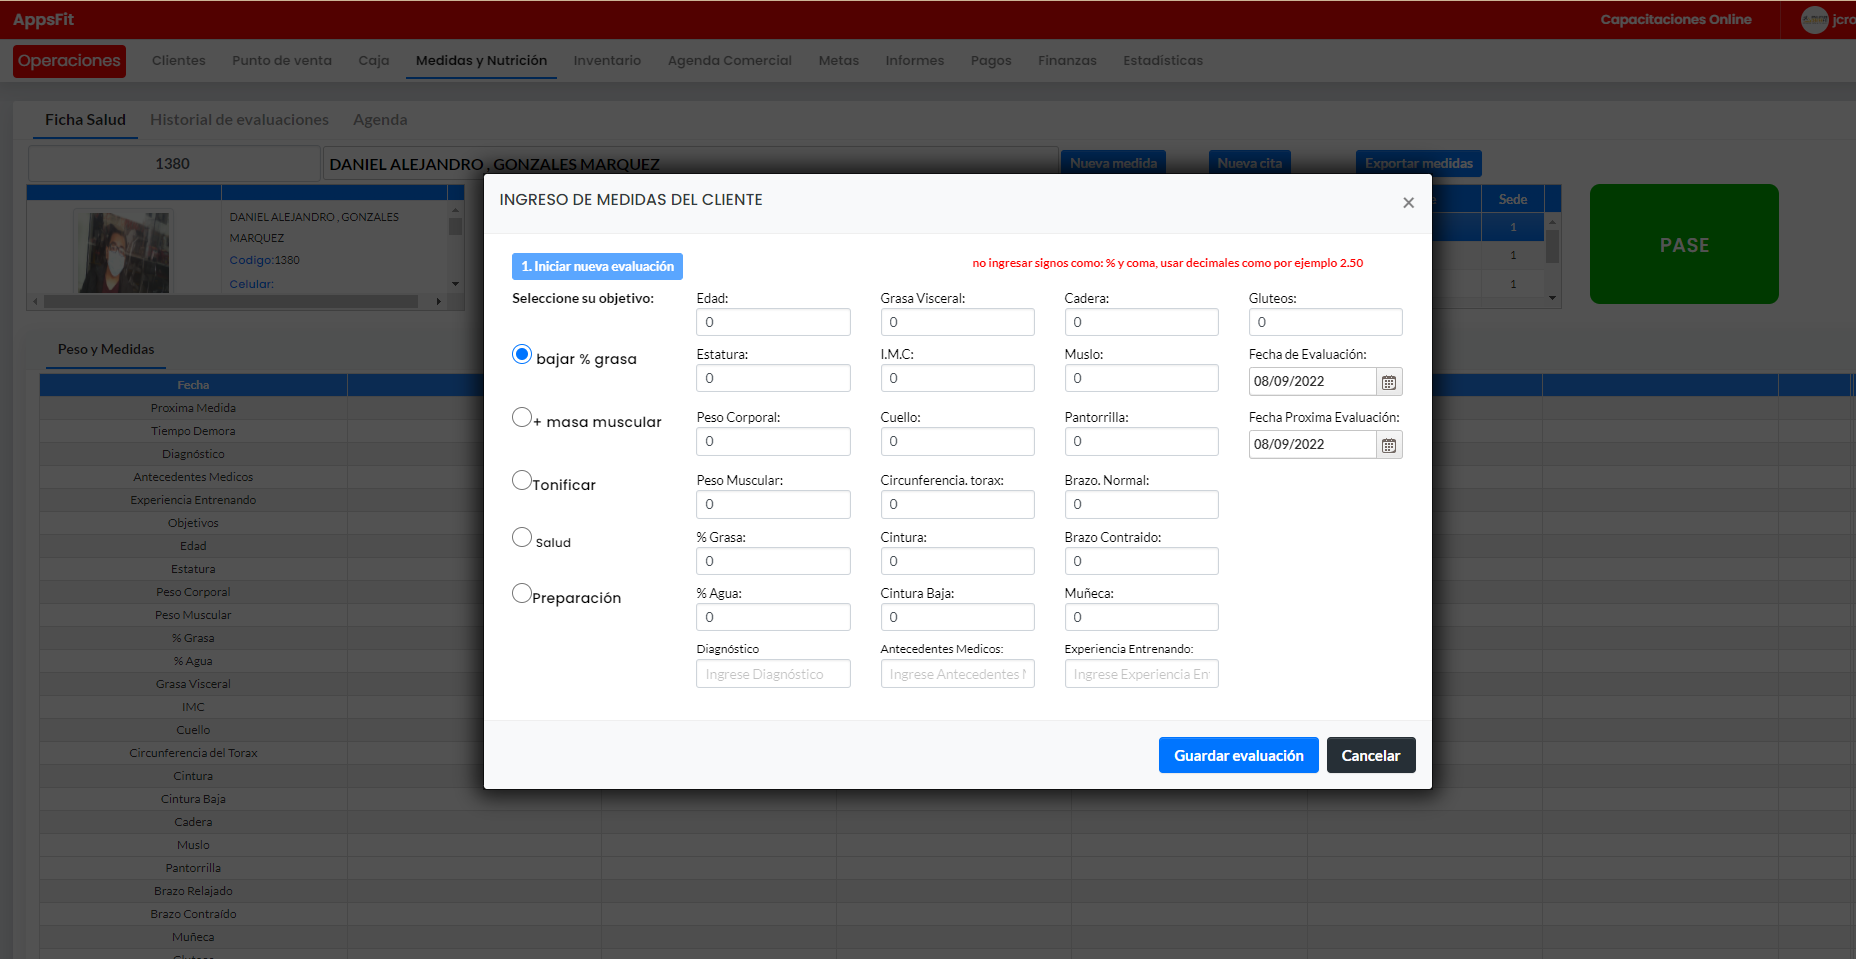 AppsFit
Capacitaciones Online
jcro
Operaciones
Clientes
Punto de venta
Caja
Medidas y Nutrición
Inventario
Agenda Comercial
Metas
Informes
Pagos
Finanzas
Estadísticas
Ficha Salud
Historial de evaluaciones
Agenda
1380
DANIEL ALEJANDRO , GONZALES MARQUEZ
Nueva medida
Nueva cita
Exportar medidas
DANIEL ALEJANDRO , GONZALES
MARQUEZ
Codigo:1380
Celular:
Sede
1
1
1
PASE
INGRESO DE MEDIDAS DEL CLIENTE
×
1. Iniciar nueva evaluación
no ingresar signos como: % y coma, usar decimales como por ejemplo 2.50
Seleccione su objetivo:
bajar % grasa
+ masa muscular
Tonificar
Salud
Preparación
Edad:
0
Estatura:
0
Peso Corporal:
0
Peso Muscular:
0
% Grasa:
0
% Agua:
0
Diagnóstico
Ingrese Diagnóstico
Grasa Visceral:
0
I.M.C:
0
Cuello:
0
Circunferencia. torax:
0
Cintura:
0
Cintura Baja:
0
Antecedentes Medicos:
Ingrese Antecedentes
Cadera:
0
Muslo:
0
Pantorrilla:
0
Brazo. Normal:
0
Brazo Contraido:
0
Muñeca:
0
Experiencia Entrenando:
Ingrese Experiencia En
Gluteos:
0
Fecha de Evaluación:
08/09/2022
Fecha Proxima Evaluación:
08/09/2022
Guardar evaluación
Cancelar
Peso y Medidas
Fecha
Proxima Medida
Tiempo Demora
Diagnóstico
Antecedentes Medicos
Experiencia Entrenando
Objetivos
Edad
Estatura
Peso Corporal
Peso Muscular
% Grasa
% Agua
Grasa Visceral
IMC
Cuello
Circunferencia del Torax
Cintura
Cintura Baja
Cadera
Muslo
Pantorrilla
Brazo Relajado
Brazo Contraído
Muñeca